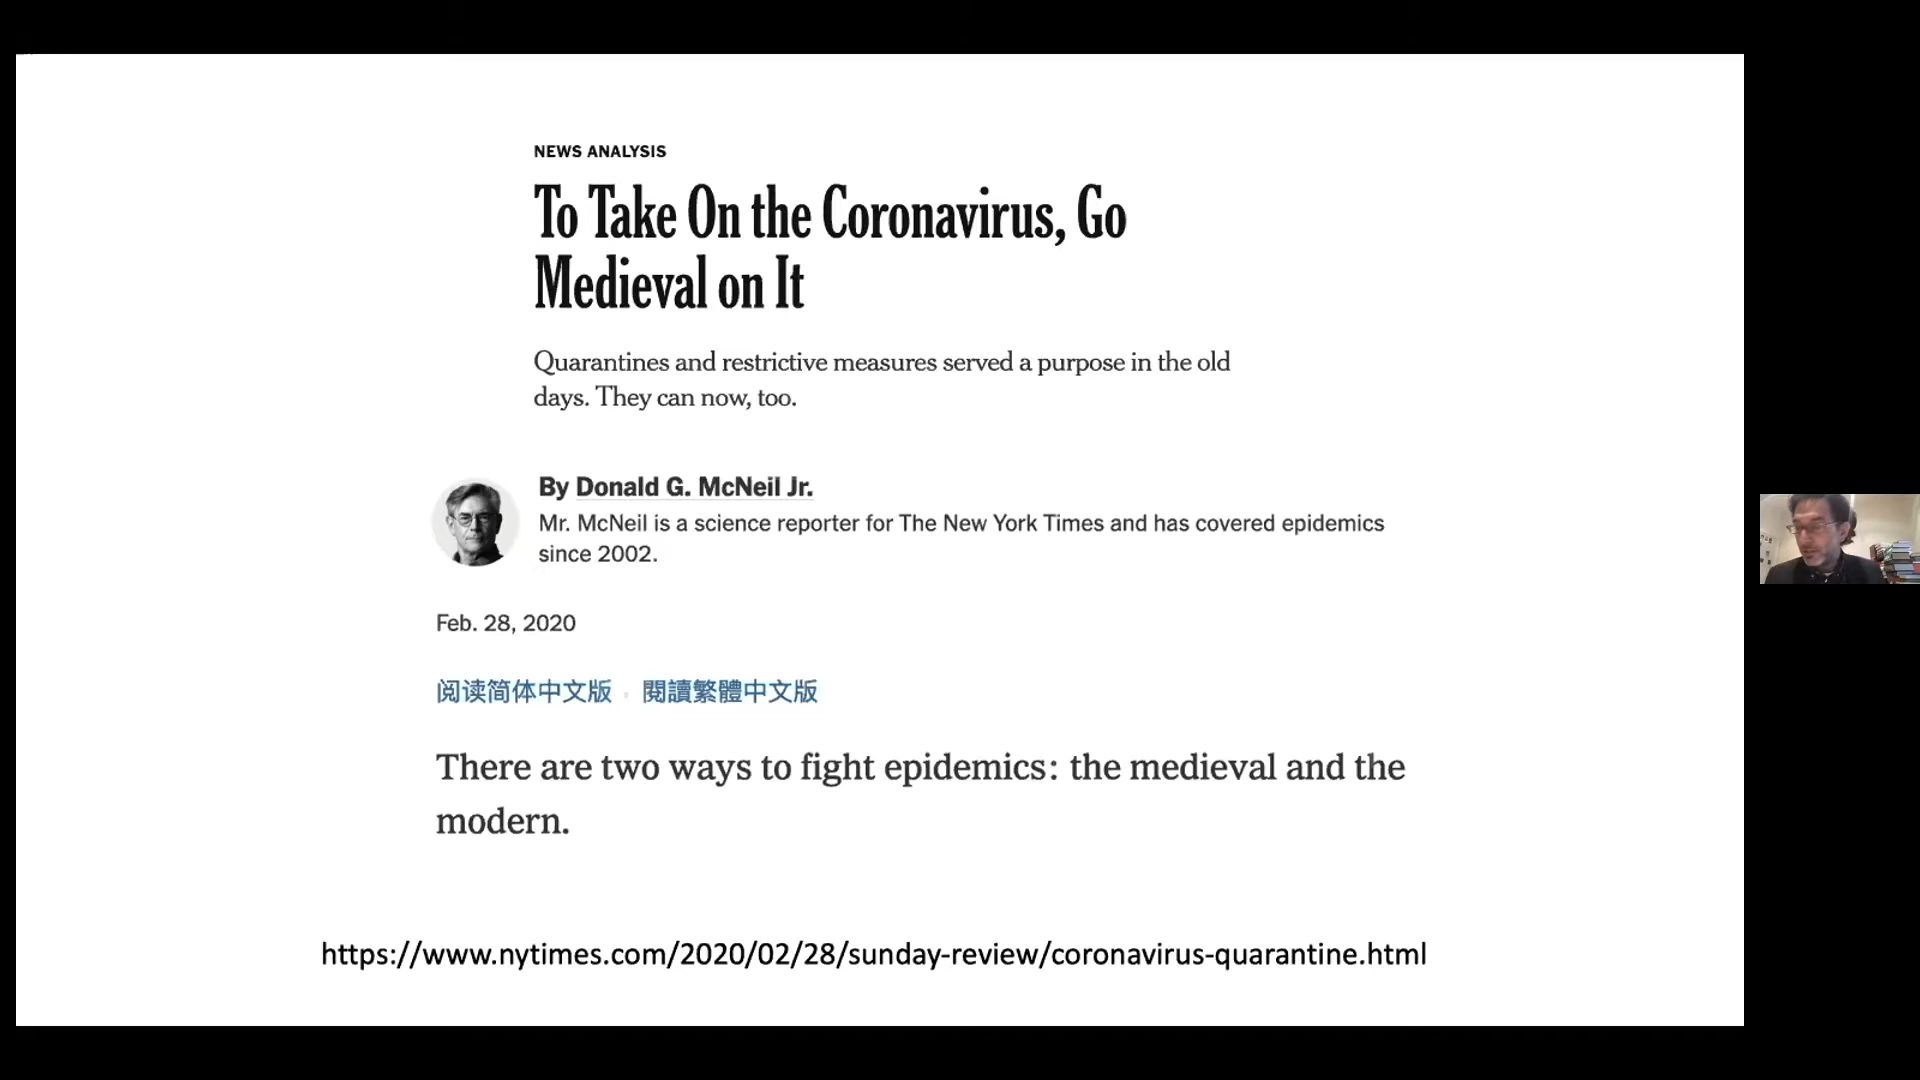 NEWS ANALYSIS
To Take On the Coronavirus, Go
Medieval on It
Quarantines and restrictive measures served a purpose in the old
days. They can now, too.
By Donald G. McNeil Jr.
Mr. McNeil is a science reporter for The New York Times and has covered epidemics
since 2002.
Feb. 28, 2020
阅读简体中文版 · 閱讀繁體中文版
There are two ways to fight epidemics: the medieval and the
modern.
https://www.nytimes.com/2020/02/28/sunday-review/coronavirus-quarantine.html